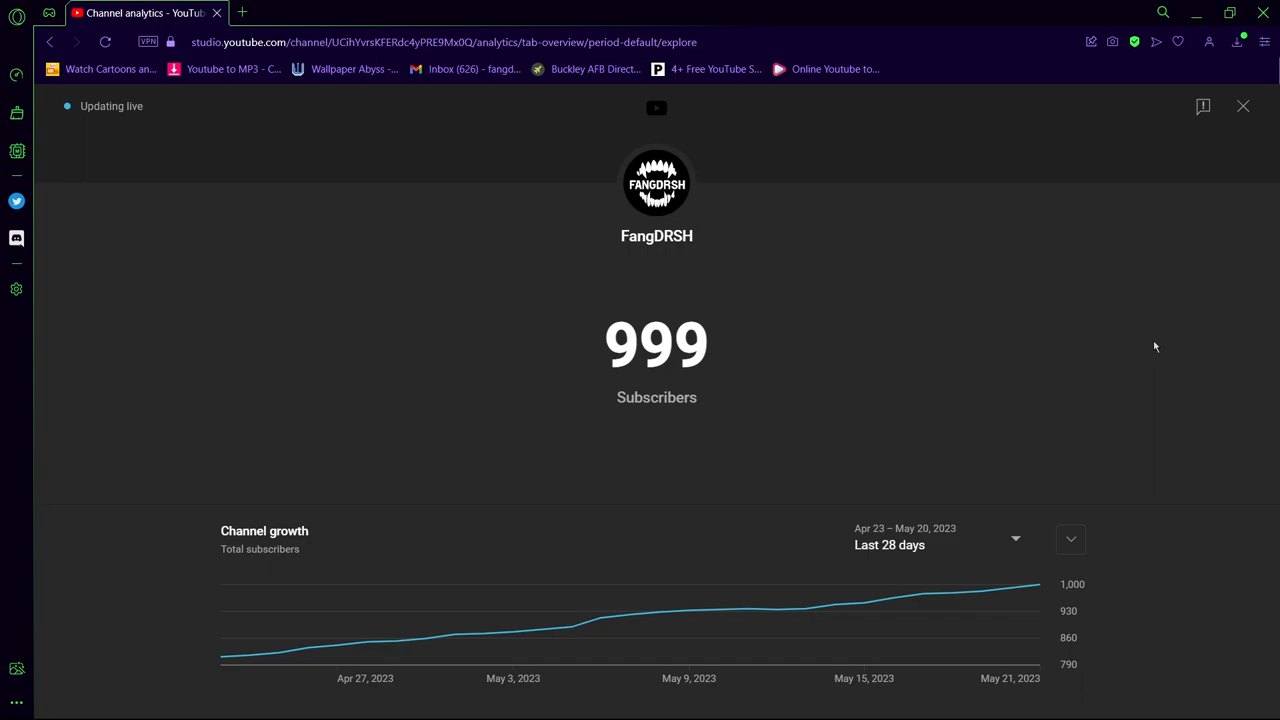 Channel analytics - YouTub
VPN
studio.youtube.com/channel/UCihYvrsKFERdc4yPRE9Mx0Q/analytics/tab-overview/period-default/explore
Watch Cartoons an...
Youtube to MP3 - C...
Wallpaper Abyss -...
Inbox (626) - fangd...
Buckley AFB Direct...
4+ Free YouTube S...
Online Youtube to...
Updating live
FANGDRSH
FangDRSH
999
Subscribers
Channel growth
Total subscribers
Apr 23 – May 20, 2023
Last 28 days
1,000
930
860
790
Apr 27, 2023
May 3, 2023
May 9, 2023
May 15, 2023
May 21, 2023